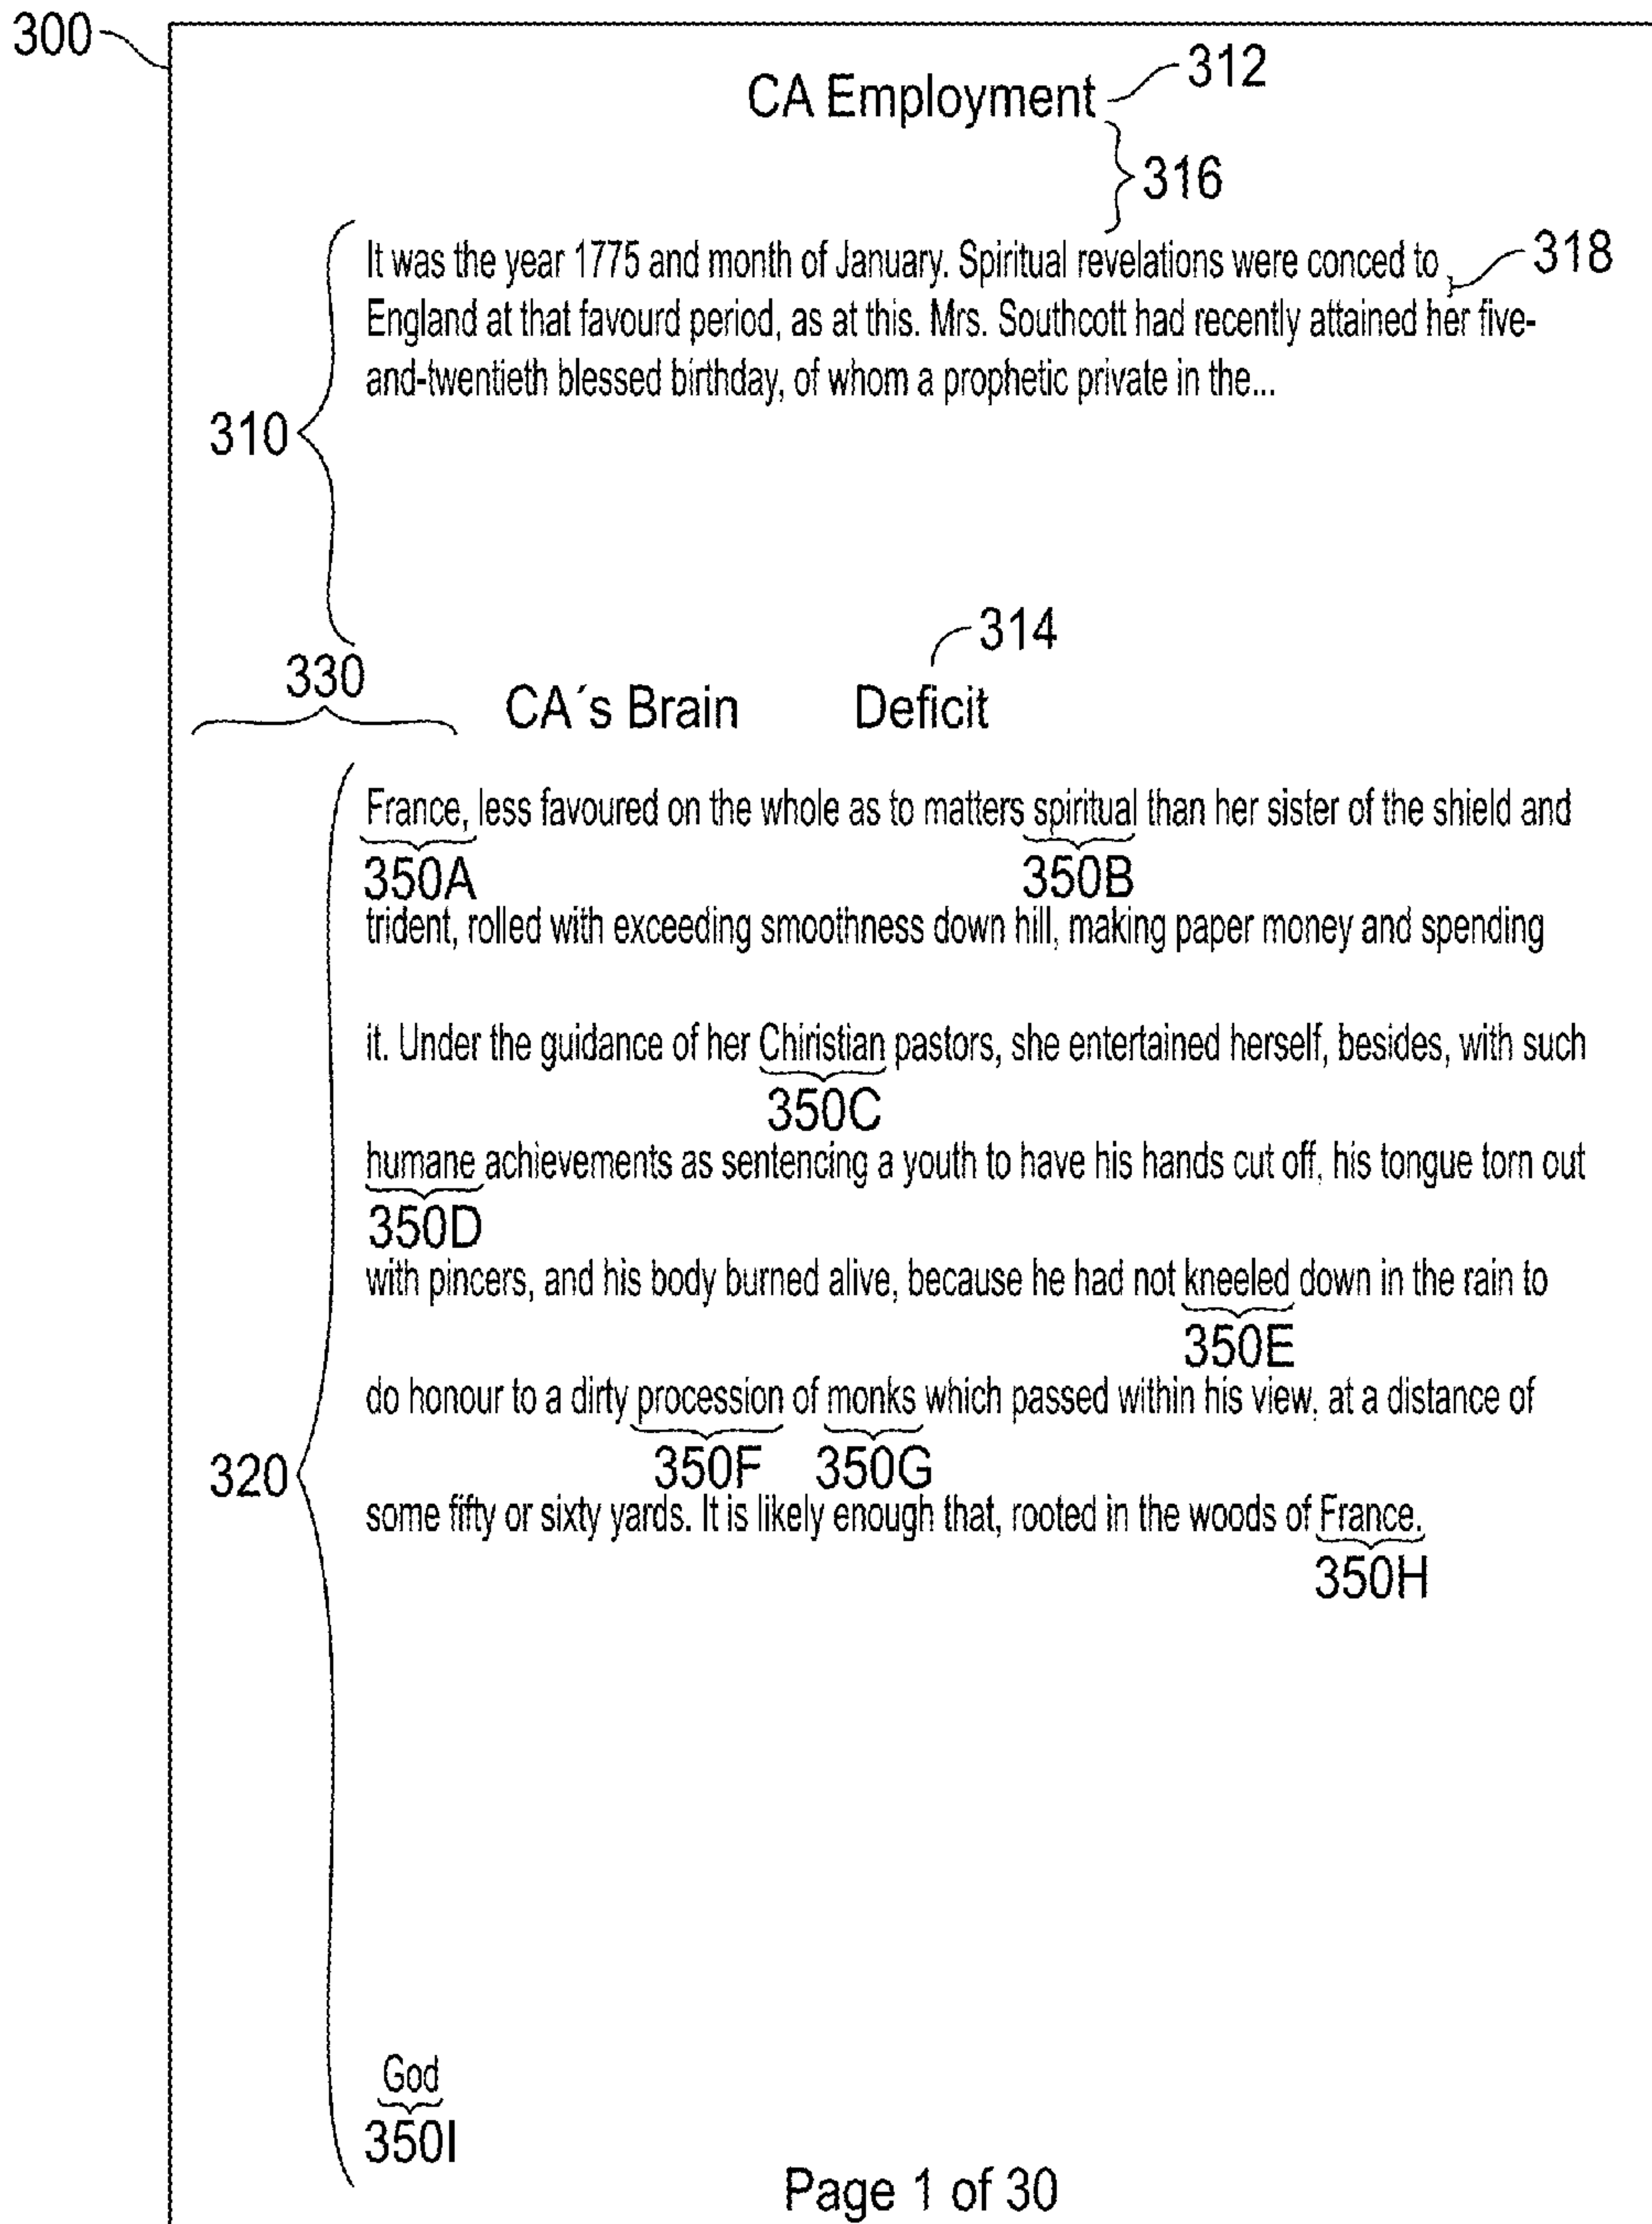 300
CA Employment 312
316
It was the year 1775 and month of January. Spiritual revelations were conced to 318
England at that favourd period, as at this. Mrs. Southcott had recently attained her five-
and-twentieth blessed birthday, of whom a prophetic private in the...
310
314
330
CA´s Brain Deficit
France, less favoured on the whole as to matters spiritual than her sister of the shield and
350A 350B
trident, rolled with exceeding smoothness down hill, making paper money and spending
it. Under the guidance of her Chiristian pastors, she entertained herself, besides, with such
350C
humane achievements as sentencing a youth to have his hands cut off, his tongue torn out
350D
with pincers, and his body burned alive, because he had not kneeled down in the rain to
350E
do honour to a dirty procession of monks which passed within his view, at a distance of
320 350F 350G
some fifty or sixty yards. It is likely enough that, rooted in the woods of France.
350H
God
350I
Page 1 of 30